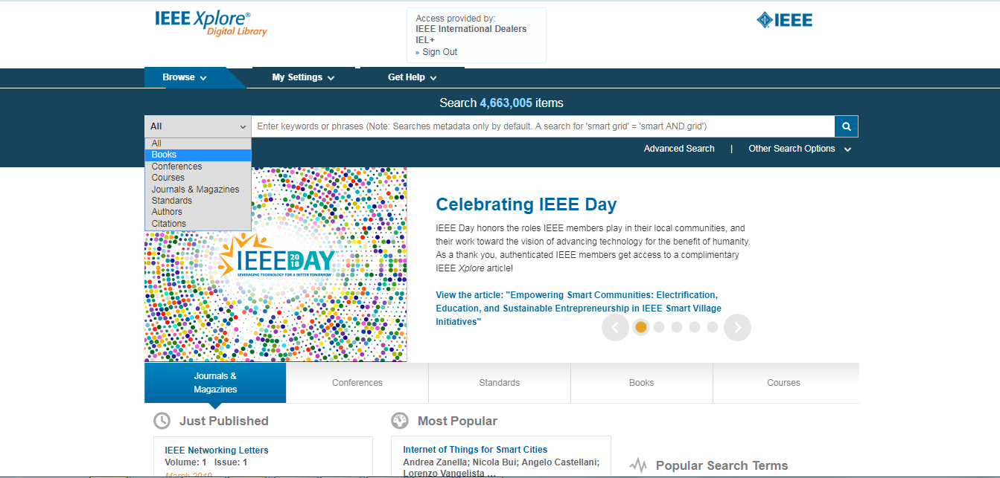 IEEE Xplore®
Digital Library
Access provided by:
IEEE International Dealers
IEL+
» Sign Out
IEEE
Browse
My Settings
Get Help
Search 4,663,005 items
All
Enter keywords or phrases (Note: Searches metadata only by default. A search for 'smart grid' = 'smart AND grid')
All
Books
Conferences
Courses
Journals & Magazines
Standards
Authors
Citations
Advanced Search | Other Search Options
IEEE 2018 DAY
LEVERAGING TECHNOLOGY FOR A BETTER TOMORROW
Celebrating IEEE Day
IEEE Day honors the roles IEEE members play in their local communities, and
their work toward the vision of advancing technology for the benefit of humanity.
As a thank you, authenticated IEEE members get access to a complimentary
IEEE Xplore article!
View the article: "Empowering Smart Communities: Electrification,
Education, and Sustainable Entrepreneurship in IEEE Smart Village
Initiatives"
Journals &
Magazines
Conferences
Standards
Books
Courses
Just Published
IEEE Networking Letters
Volume: 1 Issue: 1
March 2019
Most Popular
Internet of Things for Smart Cities
Andrea Zanella; Nicola Bui; Angelo Castellani;
Lorenzo Vangelista ...
Popular Search Terms